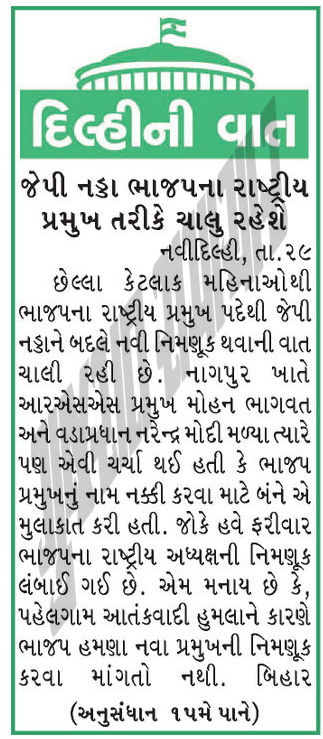 દિલ્હીની વાત
જેપી નડ્ડા ભાજપના રાષ્ટ્રીય
પ્રમુખ તરીકે ચાલુ રહેશે
નવીદિલ્હી, તા.૨૯
છેલ્લા કેટલાક મહિનાઓથી
ભાજપના રાષ્ટ્રીય પ્રમુખ પદેથી જેપી
નડ્ડાને બદલે નવી નિમણૂક થવાની વાત
ચાલી રહી છે. નાગપુર ખાતે
આરએસએસ પ્રમુખ મોહન ભાગવત
અને વડાપ્રધાન નરેન્દ્ર મોદી મળ્યા ત્યારે
પણ એવી ચર્ચા થઈ હતી કે ભાજપ
પ્રમુખનું નામ નક્કી કરવા માટે બંને એ
મુલાકાત કરી હતી. જોકે હવે ફરીવાર
ભાજપના રાષ્ટ્રીય અધ્યક્ષની નિમણૂક
લંબાઈ ગઈ છે. એમ મનાય છે કે,
પહેલગામ આતંકવાદી હુમલાને કારણે
ભાજપ હમણા નવા પ્રમુખની નિમણૂક
કરવા માંગતો નથી. બિહાર
(અનુસંધાન ૧૫મે પાને)